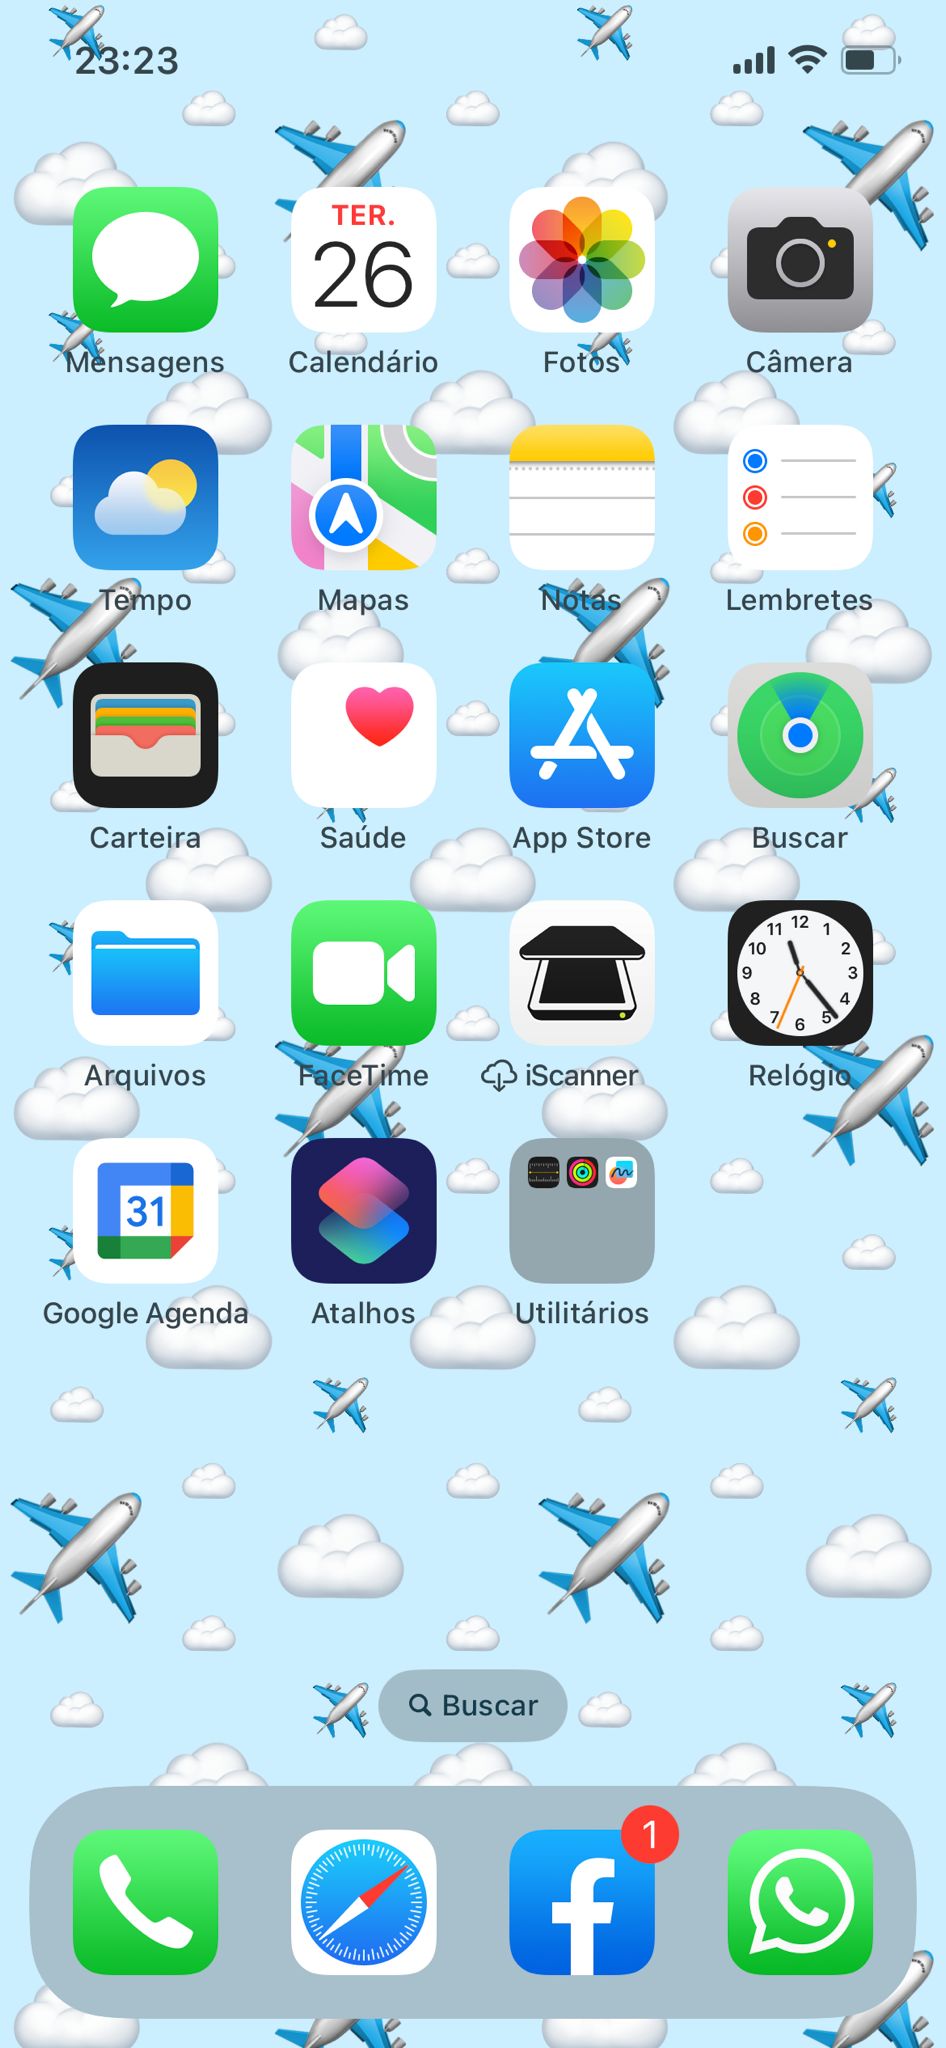 23:23
TER.
26
Mensagens
Calendário
Fotos
Câmera
Tempo
Mapas
Notas
Lembretes
Carteira
Saúde
App Store
Buscar
12
11 1
10 2
9 3
8 4
7 5
6
Arquivos
FaceTime
iScanner
Relógio
31
Google Agenda
Atalhos
Utilitários
Buscar
1